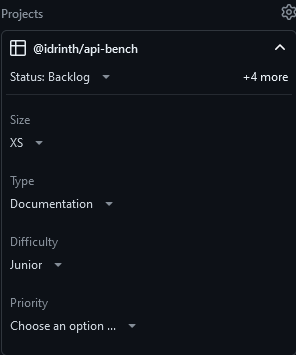 Projects
@idrinth/api-bench
Status: Backlog
+4 more
Size
XS
Type
Documentation
Difficulty
Junior
Priority
Choose an option ...